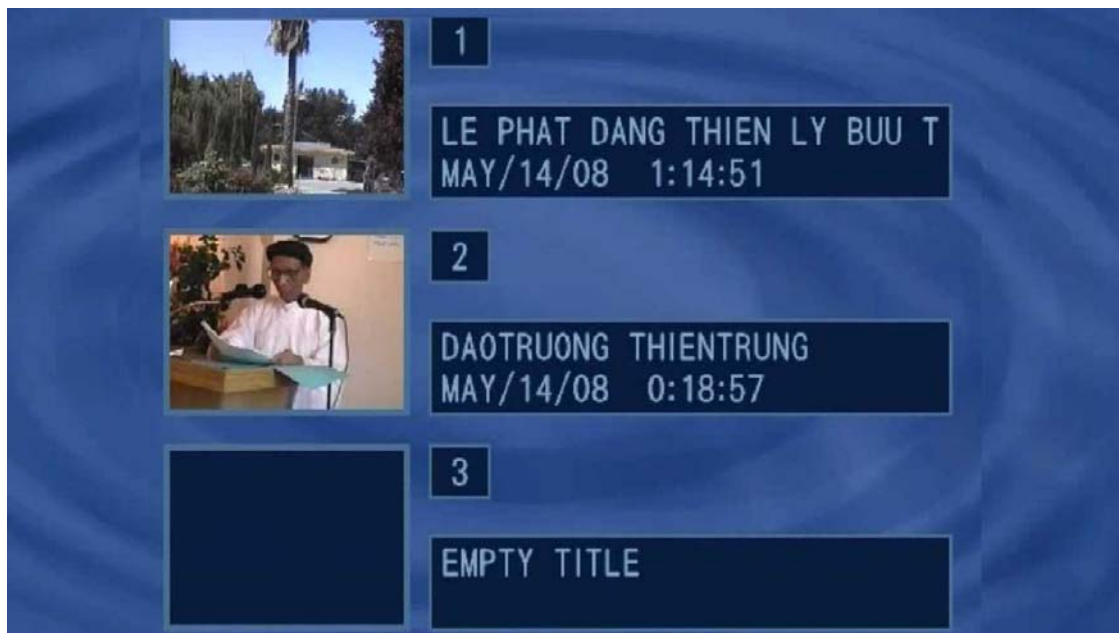 1
LE PHAT DANG THIEN LY BUU T
MAY/14/08 1:14:51
2
DAOTRUONG THIENTRUNG
MAY/14/08 0:18:57
3
EMPTY TITLE